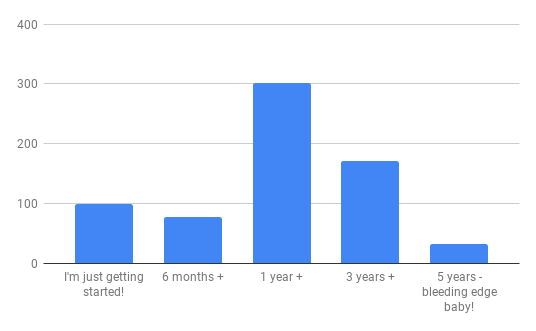 400
300
200
100
0
I'm just getting
started!
6 months +
1 year +
3 years +
5 years -
bleeding edge
baby!